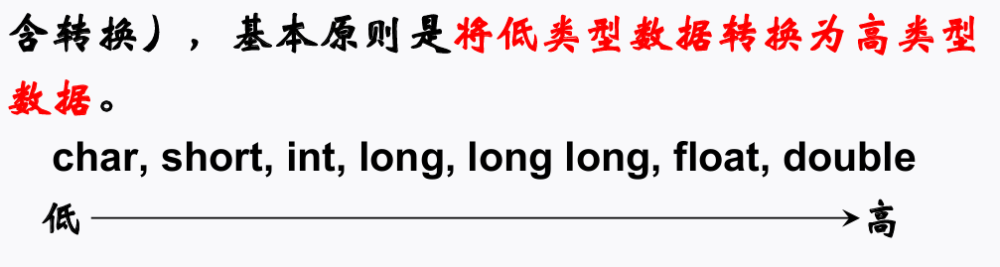 含转换），基本原则是将低类型数据转换为高类型
数据。
char, short, int, long, long long, float, double
低 高